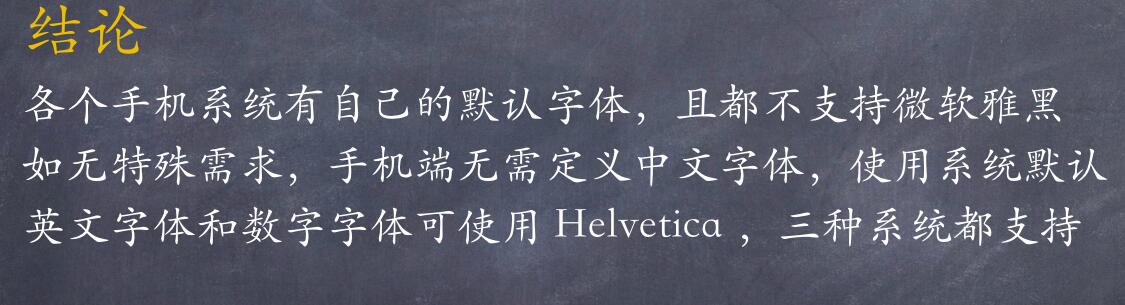 结论
各个手机系统有自己的默认字体，且都不支持微软雅黑
如无特殊需求，手机端无需定义中文字体，使用系统默认
英文字体和数字字体可使用 Helvetica ，三种系统都支持